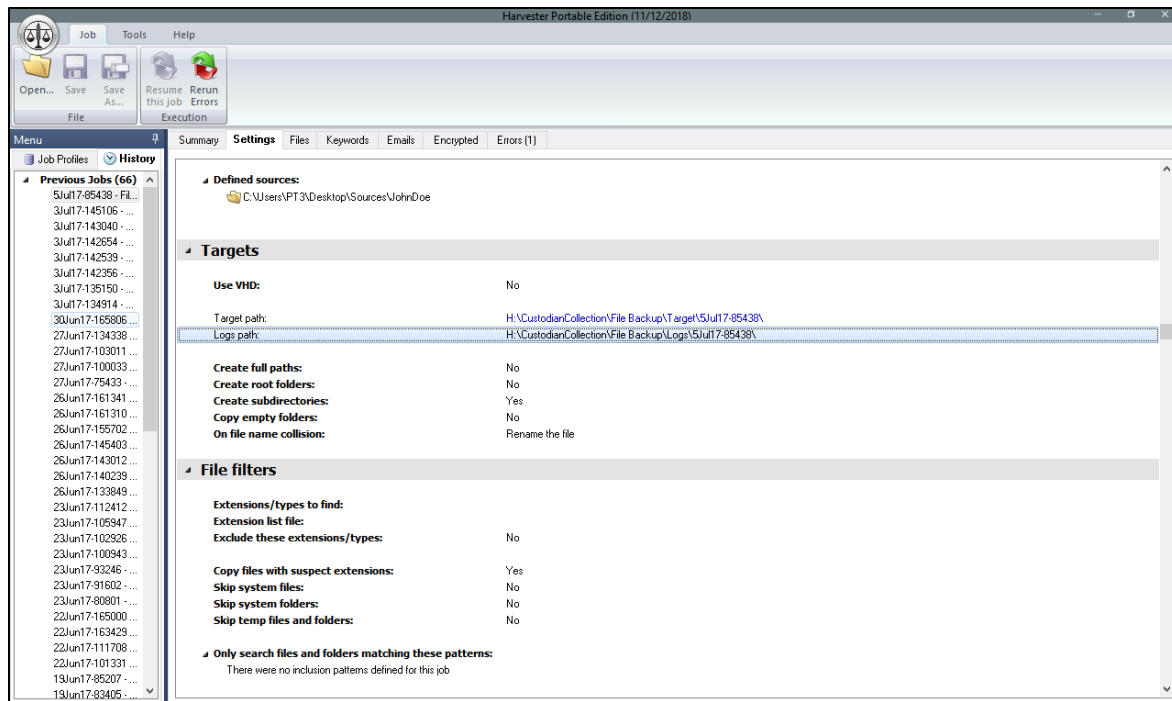 Harvester Portable Edition (11/12/2018)
Job Tools Help
Open... Save Save As... Resume this job Rerun Errors
File Execution
Menu
Job Profiles History
Previous Jobs (66)
5Jul17-85438 - Fil...
3Jul17-145106 - ...
3Jul17-143040 - ...
3Jul17-142654 - ...
3Jul17-142539 - ...
3Jul17-142356 - ...
3Jul17-135150 - ...
3Jul17-134914 - ...
30Jun17-165806 ...
27Jun17-134338 ...
27Jun17-103011 ...
27Jun17-100033 ...
27Jun17-75433 - ...
26Jun17-161341 ...
26Jun17-161310 ...
26Jun17-155702 ...
26Jun17-145403 ...
26Jun17-143012 ...
26Jun17-140239 ...
26Jun17-133849 ...
23Jun17-112412 ...
23Jun17-105947 ...
23Jun17-102926 ...
23Jun17-100943 ...
23Jun17-93246 - ...
23Jun17-91602 - ...
23Jun17-80801 - ...
22Jun17-165000 ...
22Jun17-163429 ...
22Jun17-111708 ...
22Jun17-101331 ...
19Jun17-85207 - ...
19Jun17-83405 - ...
Summary Settings Files Keywords Emails Encrypted Errors (1)
Defined sources:
C:\Users\PT3\Desktop\Sources\JohnDoe
Targets
Use VHD: No
Target path: H:\CustodianCollection\File Backup\Target\5Jul17-85438\
Logs path: H:\CustodianCollection\File Backup\Logs\5Jul17-85438\
Create full paths: No
Create root folders: No
Create subdirectories: Yes
Copy empty folders: No
On file name collision: Rename the file
File filters
Extensions/types to find:
Extension list file:
Exclude these extensions/types: No
Copy files with suspect extensions: Yes
Skip system files: No
Skip system folders: No
Skip temp files and folders: No
Only search files and folders matching these patterns:
There were no inclusion patterns defined for this job